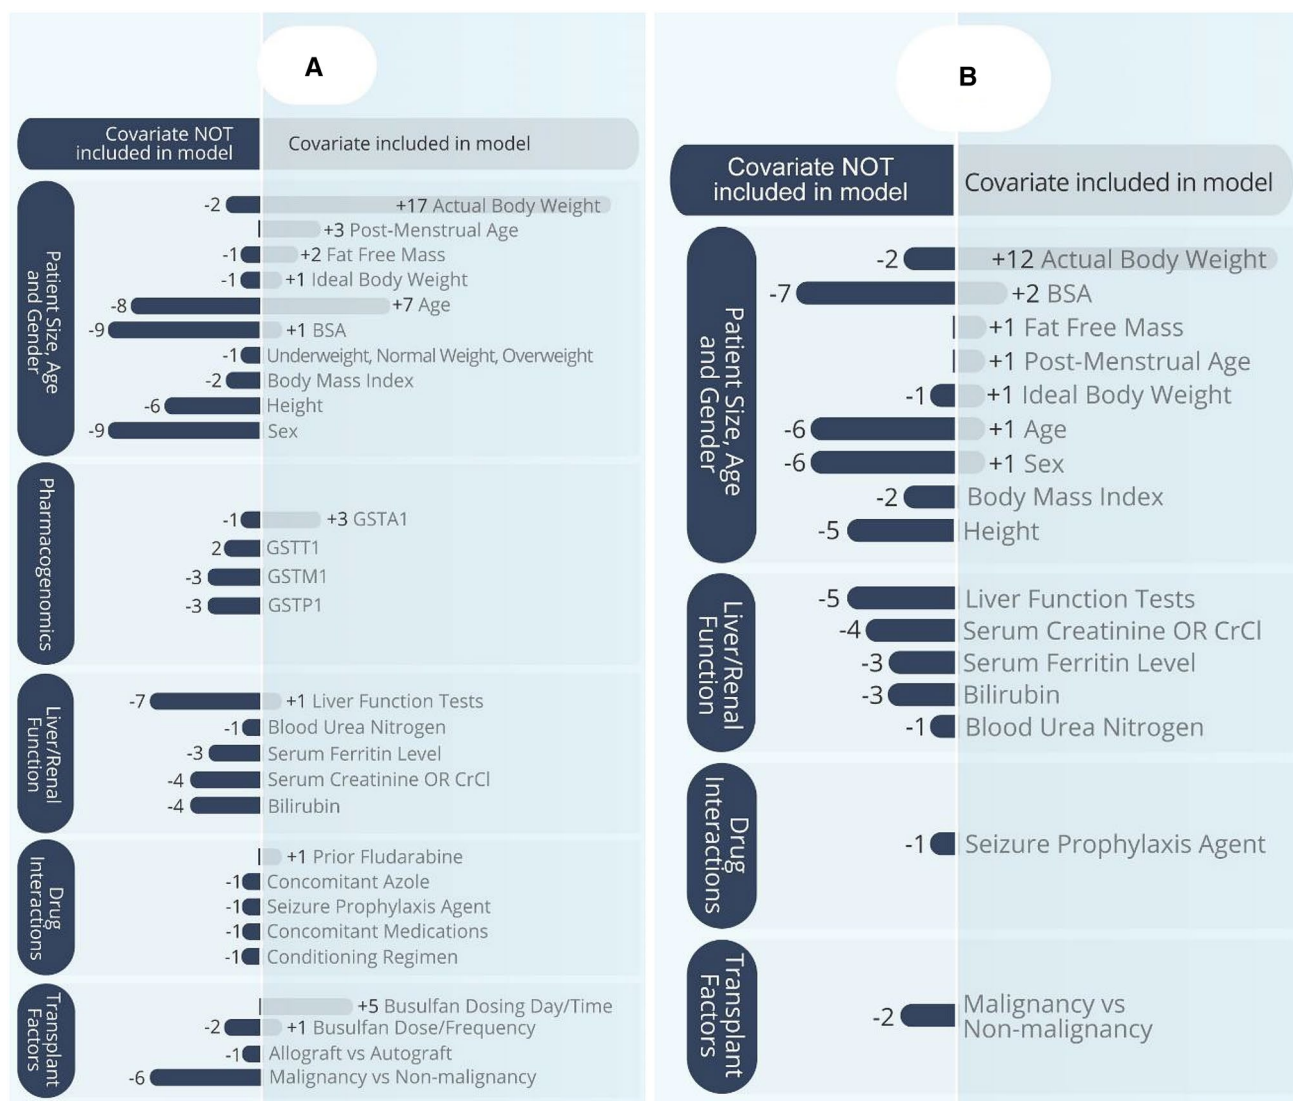 A
Covariate NOT
included in model
Covariate included in model
Patient Size, Age
and Gender
-2 +17 Actual Body Weight
+3 Post-Menstrual Age
-1 +2 Fat Free Mass
-1 +1 Ideal Body Weight
-8 +7 Age
-9 +1 BSA
-1 Underweight, Normal Weight, Overweight
-2 Body Mass Index
-6 Height
-9 Sex
Pharmacogenomics
-1 +3 GSTA1
2 GSTT1
-3 GSTM1
-3 GSTP1
Liver/Renal
Function
-7 +1 Liver Function Tests
-1 Blood Urea Nitrogen
-3 Serum Ferritin Level
-4 Serum Creatinine OR CrCl
-4 Bilirubin
Drug
Interactions
+1 Prior Fludarabine
-1 Concomitant Azole
-1 Seizure Prophylaxis Agent
-1 Concomitant Medications
-1 Conditioning Regimen
Transplant
Factors
+5 Busulfan Dosing Day/Time
-2 +1 Busulfan Dose/Frequency
-1 Allograft vs Autograft
-6 Malignancy vs Non-malignancy
B
Covariate NOT
included in model
Covariate included in model
Patient Size, Age
and Gender
-2 +12 Actual Body Weight
-7 +2 BSA
+1 Fat Free Mass
+1 Post-Menstrual Age
-1 +1 Ideal Body Weight
-6 +1 Age
-6 +1 Sex
-2 Body Mass Index
-5 Height
Liver/Renal
Function
-5 Liver Function Tests
-4 Serum Creatinine OR CrCl
-3 Serum Ferritin Level
-3 Bilirubin
-1 Blood Urea Nitrogen
Drug
Interactions
-1 Seizure Prophylaxis Agent
Transplant
Factors
-2 Malignancy vs
Non-malignancy